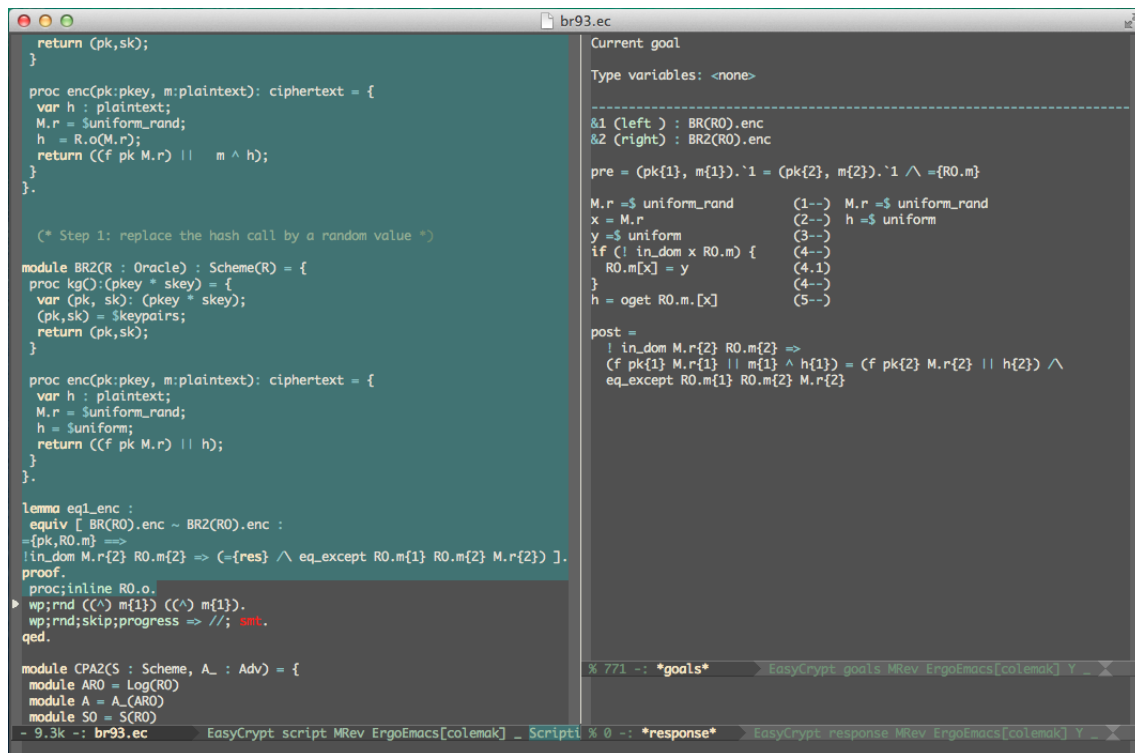 br93.ec
return (pk,sk);
}
proc enc(pk:pkey, m:plaintext): ciphertext = {
var h : plaintext;
M.r = $uniform_rand;
h  = R.o(M.r);
return ((f pk M.r) ||   m ^ h);
}
}.
(* Step 1: replace the hash call by a random value *)
module BR2(R : Oracle) : Scheme(R) = {
proc kg():(pkey * skey) = {
var (pk, sk): (pkey * skey);
(pk,sk) = $keypairs;
return (pk,sk);
}
proc enc(pk:pkey, m:plaintext): ciphertext = {
var h : plaintext;
M.r = $uniform_rand;
h = $uniform;
return ((f pk M.r) || h);
}
}.
lemma eq1_enc :
equiv [ BR(RO).enc ~ BR2(RO).enc :
={pk,RO.m} ==>
!in_dom M.r{2} RO.m{2} => (={res} /\ eq_except RO.m{1} RO.m{2} M.r{2}) ].
proof.
proc;inline RO.o.
wp;rnd ((^) m{1}) ((^) m{1}).
wp;rnd;skip;progress => //; smt.
qed.
module CPA2(S : Scheme, A_ : Adv) = {
module ARO = Log(RO)
module A = A_(ARO)
module SO = S(RO)
- 9.3k -: br93.ec EasyCrypt script MRev ErgoEmacs[colemak] _ Scripti
Current goal
Type variables: <none>
------------------------------------------------------------------------
&1 (left ) : BR(RO).enc
&2 (right) : BR2(RO).enc
pre = (pk{1}, m{1}).`1 = (pk{2}, m{2}).`1 /\ ={RO.m}
M.r =$ uniform_rand (1--) M.r =$ uniform_rand
x = M.r (2--) h =$ uniform
y =$ uniform (3--)
if (! in_dom x RO.m) { (4--)
RO.m[x] = y (4.1)
} (4--)
h = oget RO.m.[x] (5--)
post =
! in_dom M.r{2} RO.m{2} =>
(f pk{1} M.r{1} || m{1} ^ h{1}) = (f pk{2} M.r{2} || h{2}) /\
eq_except RO.m{1} RO.m{2} M.r{2}
% 771 -: *goals* EasyCrypt goals MRev ErgoEmacs[colemak] Y _
% 0 -: *response* EasyCrypt response MRev ErgoEmacs[colemak] Y _